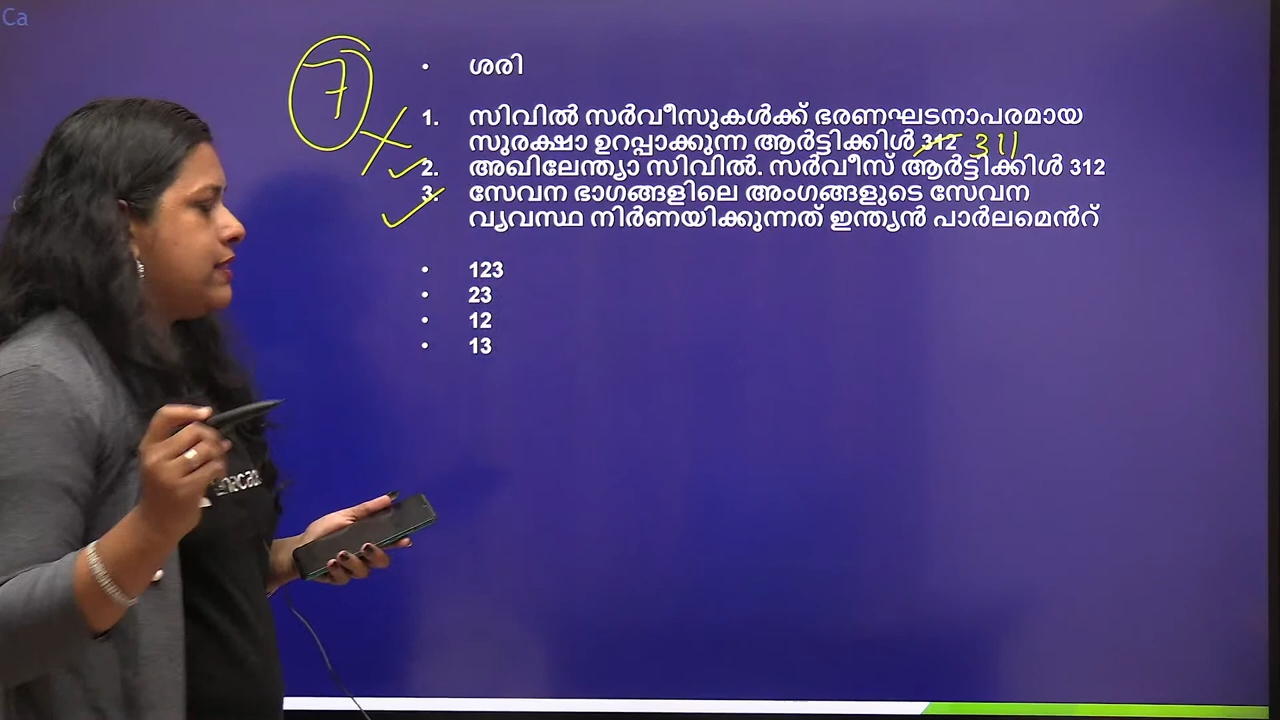 Ca
7
• ശരി
1. സിവിൽ സർവീസുകൾക്ക് ഭരണഘടനാപരമായ
സുരക്ഷാ ഉറപ്പാക്കുന്ന ആർട്ടിക്കിൾ 312 311
2. അഖിലേന്ത്യാ സിവിൽ. സർവീസ് ആർട്ടിക്കിൾ 312
3. സേവന ഭാഗങ്ങളിലെ അംഗങ്ങളുടെ സേവന
വ്യവസ്ഥ നിർണയിക്കുന്നത് ഇന്ത്യൻ പാർലമെൻറ്
• 123
• 23
• 12
• 13